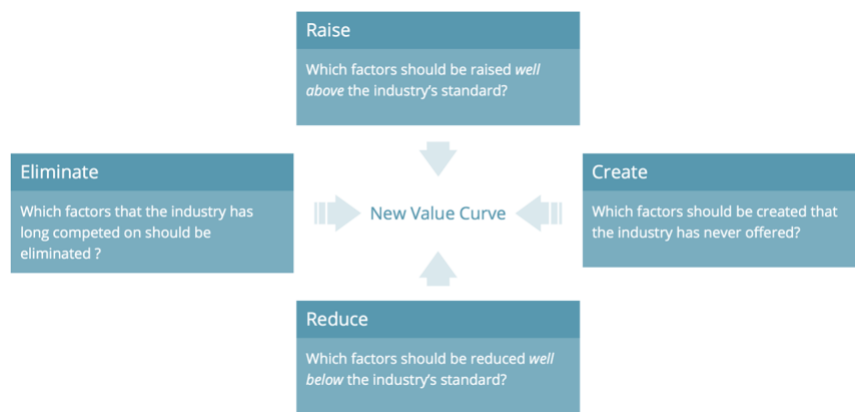 Raise
Which factors should be raised well
above the industry's standard?
Eliminate
Which factors that the industry has
long competed on should be
eliminated ?
New Value Curve
Create
Which factors should be created that
the industry has never offered?
Reduce
Which factors should be reduced well
below the industry's standard?